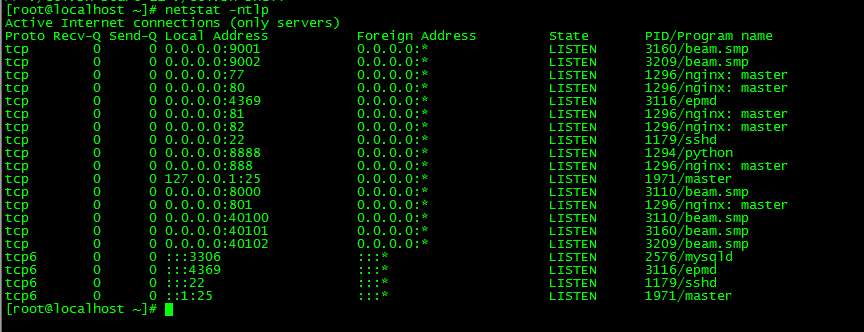 [root@localhost ~]# netstat -ntlp
Active Internet connections (only servers)
Proto Recv-Q Send-Q Local Address           Foreign Address         State       PID/Program name
tcp        0      0 0.0.0.0:9001            0.0.0.0:*               LISTEN      3160/beam.smp
tcp        0      0 0.0.0.0:9002            0.0.0.0:*               LISTEN      3209/beam.smp
tcp        0      0 0.0.0.0:77              0.0.0.0:*               LISTEN      1296/nginx: master
tcp        0      0 0.0.0.0:80              0.0.0.0:*               LISTEN      1296/nginx: master
tcp        0      0 0.0.0.0:4369            0.0.0.0:*               LISTEN      3116/epmd
tcp        0      0 0.0.0.0:81              0.0.0.0:*               LISTEN      1296/nginx: master
tcp        0      0 0.0.0.0:82              0.0.0.0:*               LISTEN      1296/nginx: master
tcp        0      0 0.0.0.0:22              0.0.0.0:*               LISTEN      1179/sshd
tcp        0      0 0.0.0.0:8888            0.0.0.0:*               LISTEN      1294/python
tcp        0      0 0.0.0.0:888             0.0.0.0:*               LISTEN      1296/nginx: master
tcp        0      0 127.0.0.1:25            0.0.0.0:*               LISTEN      1971/master
tcp        0      0 0.0.0.0:8000            0.0.0.0:*               LISTEN      3110/beam.smp
tcp        0      0 0.0.0.0:801             0.0.0.0:*               LISTEN      1296/nginx: master
tcp        0      0 0.0.0.0:40100           0.0.0.0:*               LISTEN      3110/beam.smp
tcp        0      0 0.0.0.0:40101           0.0.0.0:*               LISTEN      3160/beam.smp
tcp        0      0 0.0.0.0:40102           0.0.0.0:*               LISTEN      3209/beam.smp
tcp6       0      0 :::3306                 :::*                    LISTEN      2576/mysqld
tcp6       0      0 :::4369                 :::*                    LISTEN      3116/epmd
tcp6       0      0 :::22                   :::*                    LISTEN      1179/sshd
tcp6       0      0 ::1:25                  :::*                    LISTEN      1971/master
[root@localhost ~]#